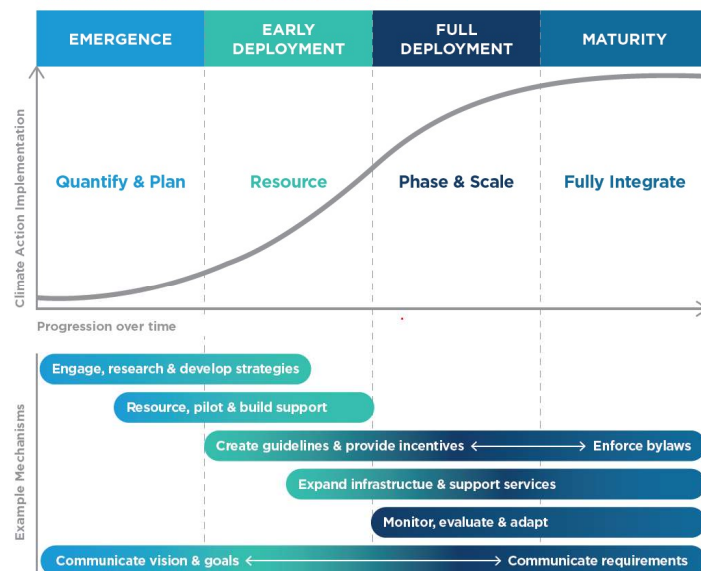 EMERGENCE
EARLY
DEPLOYMENT
FULL
DEPLOYMENT
MATURITY
Climate Action Implementation
Quantify & Plan
Resource
Phase & Scale
Fully Integrate
Progression over time
Example Mechanisms
Engage, research & develop strategies
Resource, pilot & build support
Create guidelines & provide incentives
Enforce bylaws
Expand infrastructue & support services
Monitor, evaluate & adapt
Communicate vision & goals
Communicate requirements